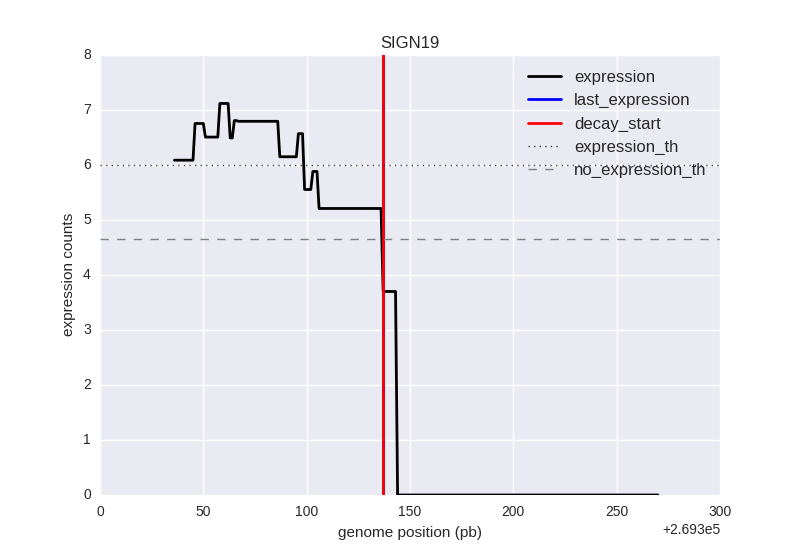 SIGN19
8
7
6
5
4
3
2
1
0
expression counts
expression
last_expression
decay_start
expression_th
no_expression_th
0 50 100 150 200 250 300
+2.693e5
genome position (pb)